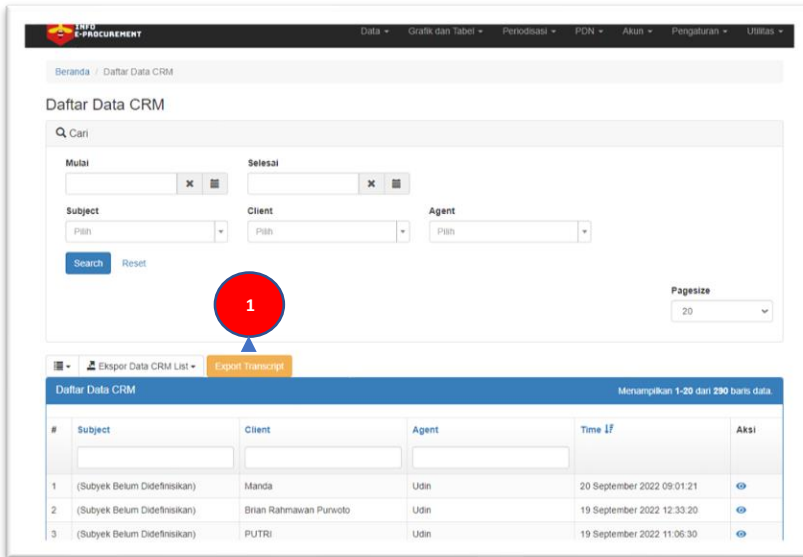 INFO
E-PROCUREMENT
Data Grafik dan Tabel Periodisasi PDN Akun Pengaturan Utilitas
Beranda / Daftar Data CRM
Daftar Data CRM
Cari
Mulai Selesai
Subject Client Agent
Pilih Pilih Pilih
Search Reset
1
Pagesize
20
Ekspor Data CRM List Export Transcript
Daftar Data CRM Menampilkan 1-20 dari 290 baris data.
# Subject Client Agent Time Aksi
1 (Subyek Belum Didefinisikan) Manda Udin 20 September 2022 09:01:21
2 (Subyek Belum Didefinisikan) Brian Rahmawan Purwoto Udin 19 September 2022 12:33:20
3 (Subyek Belum Didefinisikan) PUTRI Udin 19 September 2022 11:06:30